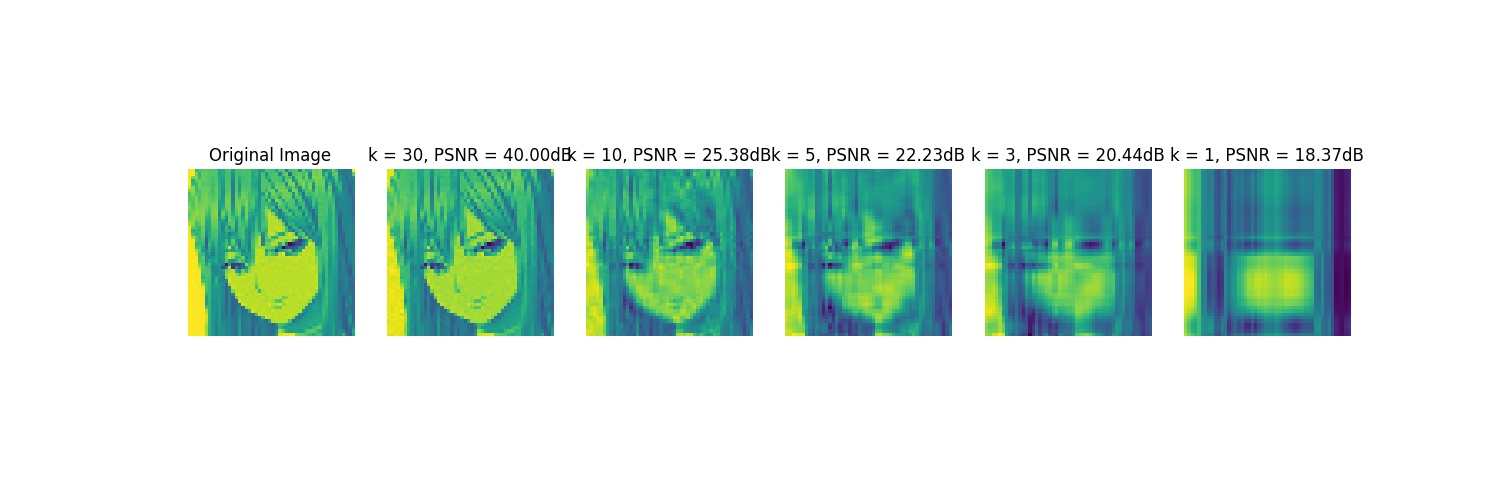 Original Image
k = 30, PSNR = 40.00dB
k = 10, PSNR = 25.38dB
k = 5, PSNR = 22.23dB
k = 3, PSNR = 20.44dB
k = 1, PSNR = 18.37dB